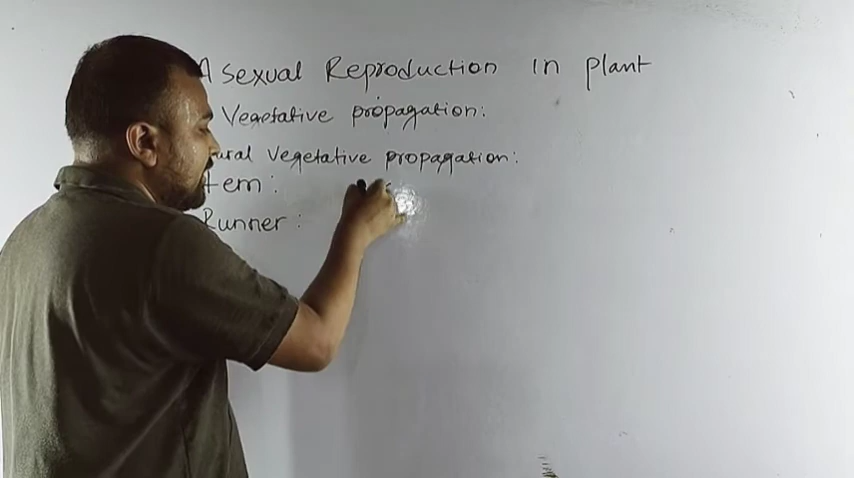 Asexual Reproduction in plant
Vegetative propagation:
ural Vegetative propagation:
tem:
Runner: